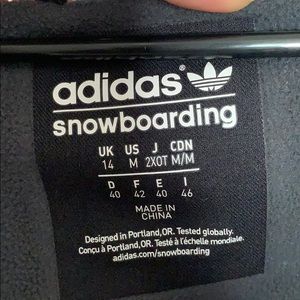 adidas®
snowboarding
UK US J CDN
14 M 2XOT M/M
D F E I
40 42 40 46
MADE IN
CHINA
Designed in Portland,OR. Tested globally.
Conçu à Portland,OR. Testé à l'échelle mondiale.
adidas.com/snowboarding